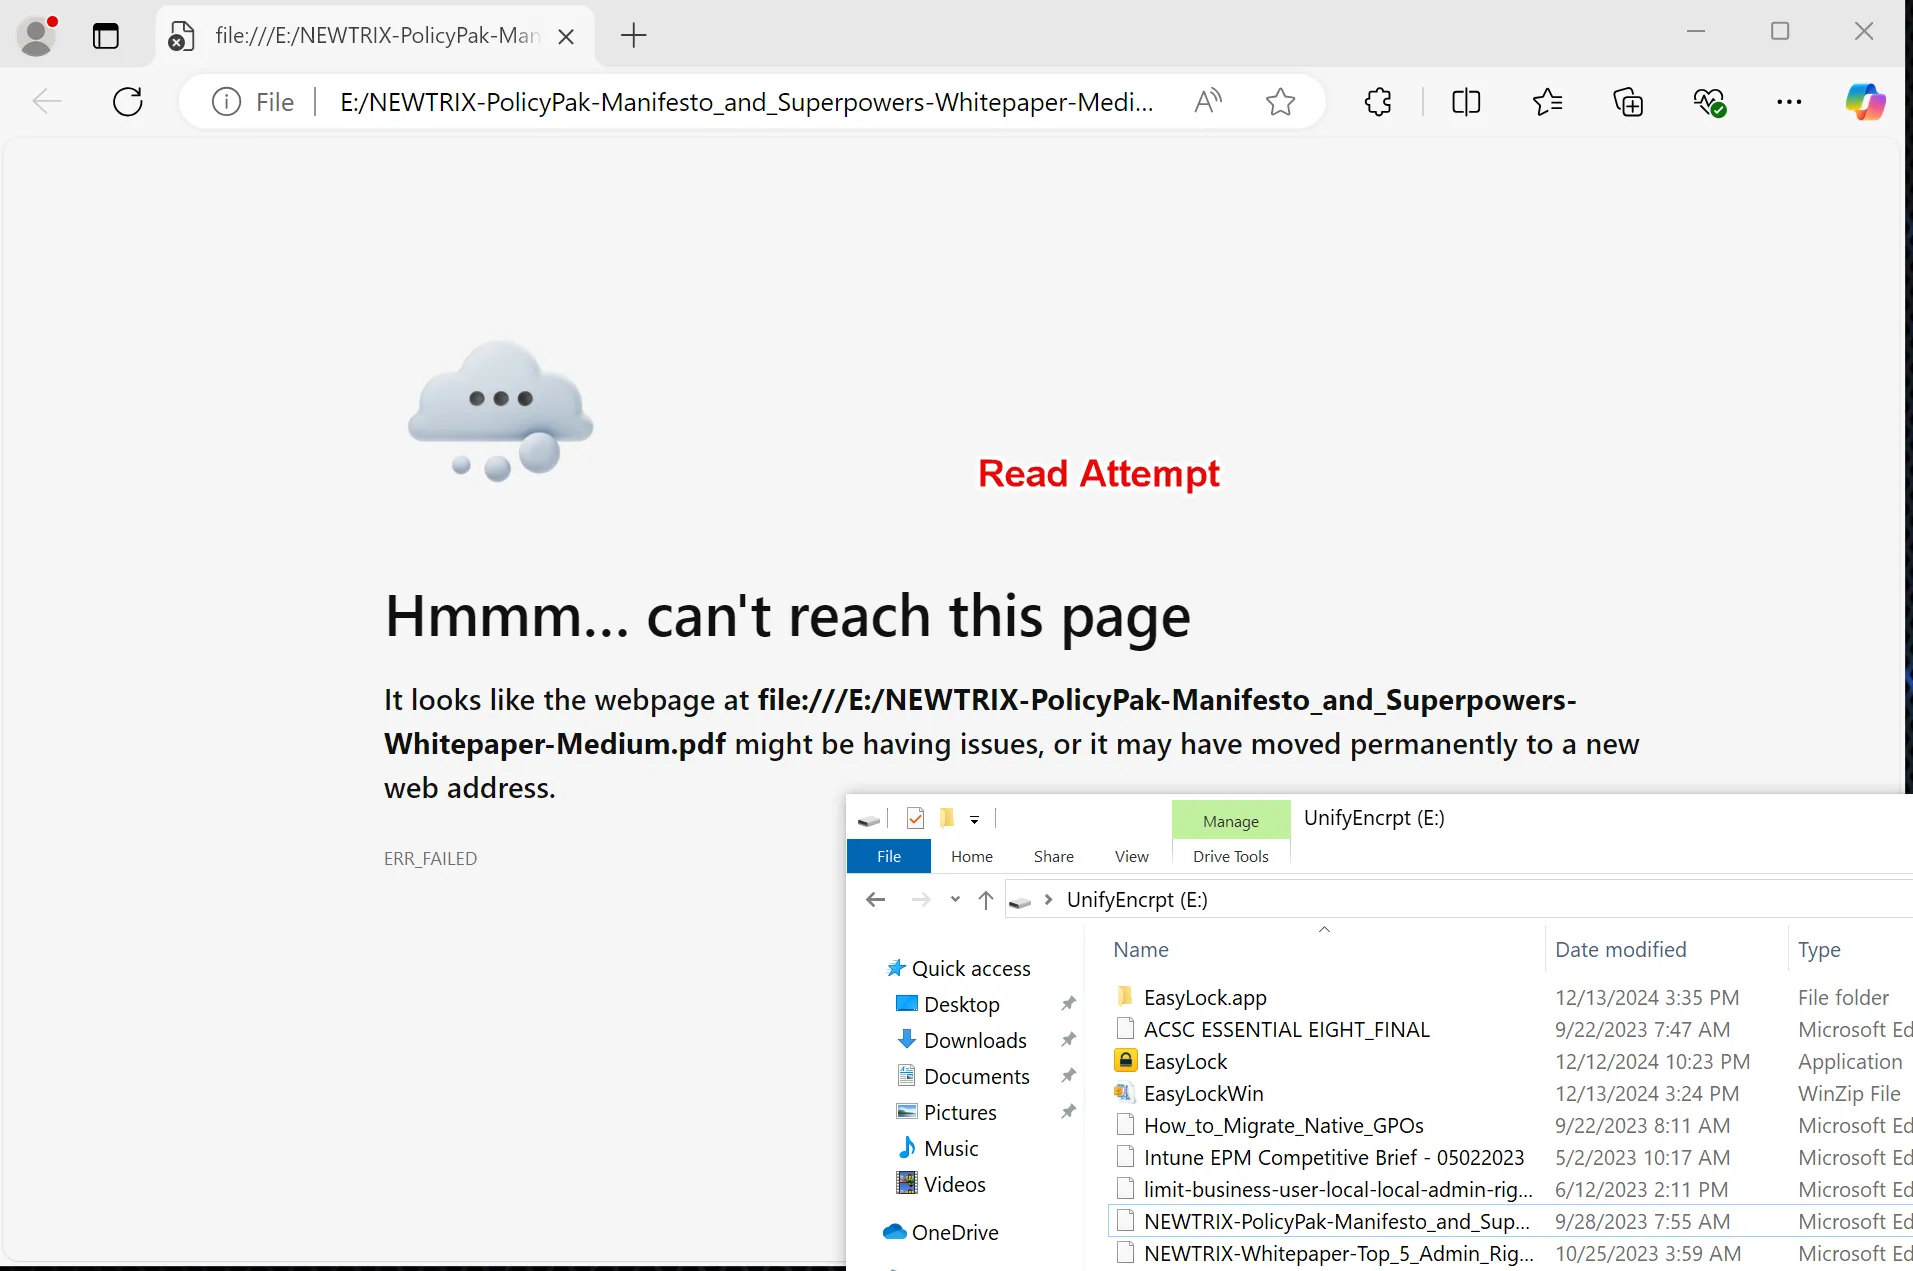 file:///E:/NEWTRIX-PolicyPak-Man
File
E:/NEWTRIX-PolicyPak-Manifesto_and_Superpowers-Whitepaper-Medi...
Read Attempt
Hmmm... can't reach this page
It looks like the webpage at file:///E:/NEWTRIX-PolicyPak-Manifesto_and_Superpowers-
Whitepaper-Medium.pdf might be having issues, or it may have moved permanently to a new
web address.
ERR_FAILED
Manage UnifyEncrpt (E:)
File Home Share View Drive Tools
UnifyEncrpt (E:)
Name Date modified Type
Quick access
Desktop
Downloads
Documents
Pictures
Music
Videos
OneDrive
EasyLock.app 12/13/2024 3:35 PM File folder
ACSC ESSENTIAL EIGHT_FINAL 9/22/2023 7:47 AM Microsoft Ed
EasyLock 12/12/2024 10:23 PM Application
EasyLockWin 12/13/2024 3:24 PM WinZip File
How_to_Migrate_Native_GPOs 9/22/2023 8:11 AM Microsoft Ed
Intune EPM Competitive Brief - 05022023 5/2/2023 10:17 AM Microsoft Ed
limit-business-user-local-local-admin-rig... 6/12/2023 2:11 PM Microsoft Ed
NEWTRIX-PolicyPak-Manifesto_and_Sup... 9/28/2023 7:55 AM Microsoft Ed
NEWTRIX-Whitepaper-Top_5_Admin_Rig... 10/25/2023 3:59 AM Microsoft Ed